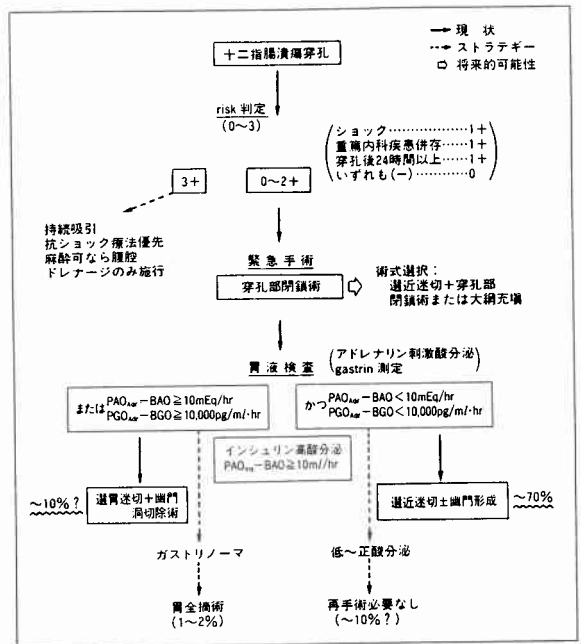 現 状
ストラテギー
将来的可能性
十二指腸潰瘍穿孔
risk 判定
(0~3)
ショック…………1+
重篤内科疾患併存……1+
穿孔後24時間以上……1+
いずれも(-)…………0
3+
0~2+
持続吸引
抗ショック療法優先
麻酔可なら腹腔
ドレナージのみ施行
緊急手術
穿孔部閉鎖術
術式選択:
選近迷切+穿孔部
閉鎖術または大網充塡
胃液検査
(アドレナリン刺激酸分泌
gastrin 測定)
または
PAO_Adr-BAO≧10mEq/hr
PGO_Adr-BGO≧10,000pg/ml·hr
かつ
PAO_Adr-BAO<10mEq/hr
PGO_Adr-BGO<10,000pg/ml·hr
インシュリン高酸分泌
-BAO≧10m//hr
~10%?
選胃迷切+幽門
洞切除術
選近迷切±幽門形成
~70%
ガストリノーマ
低~正酸分泌
胃全摘術
(1~2%)
再手術必要なし
(~10%?)